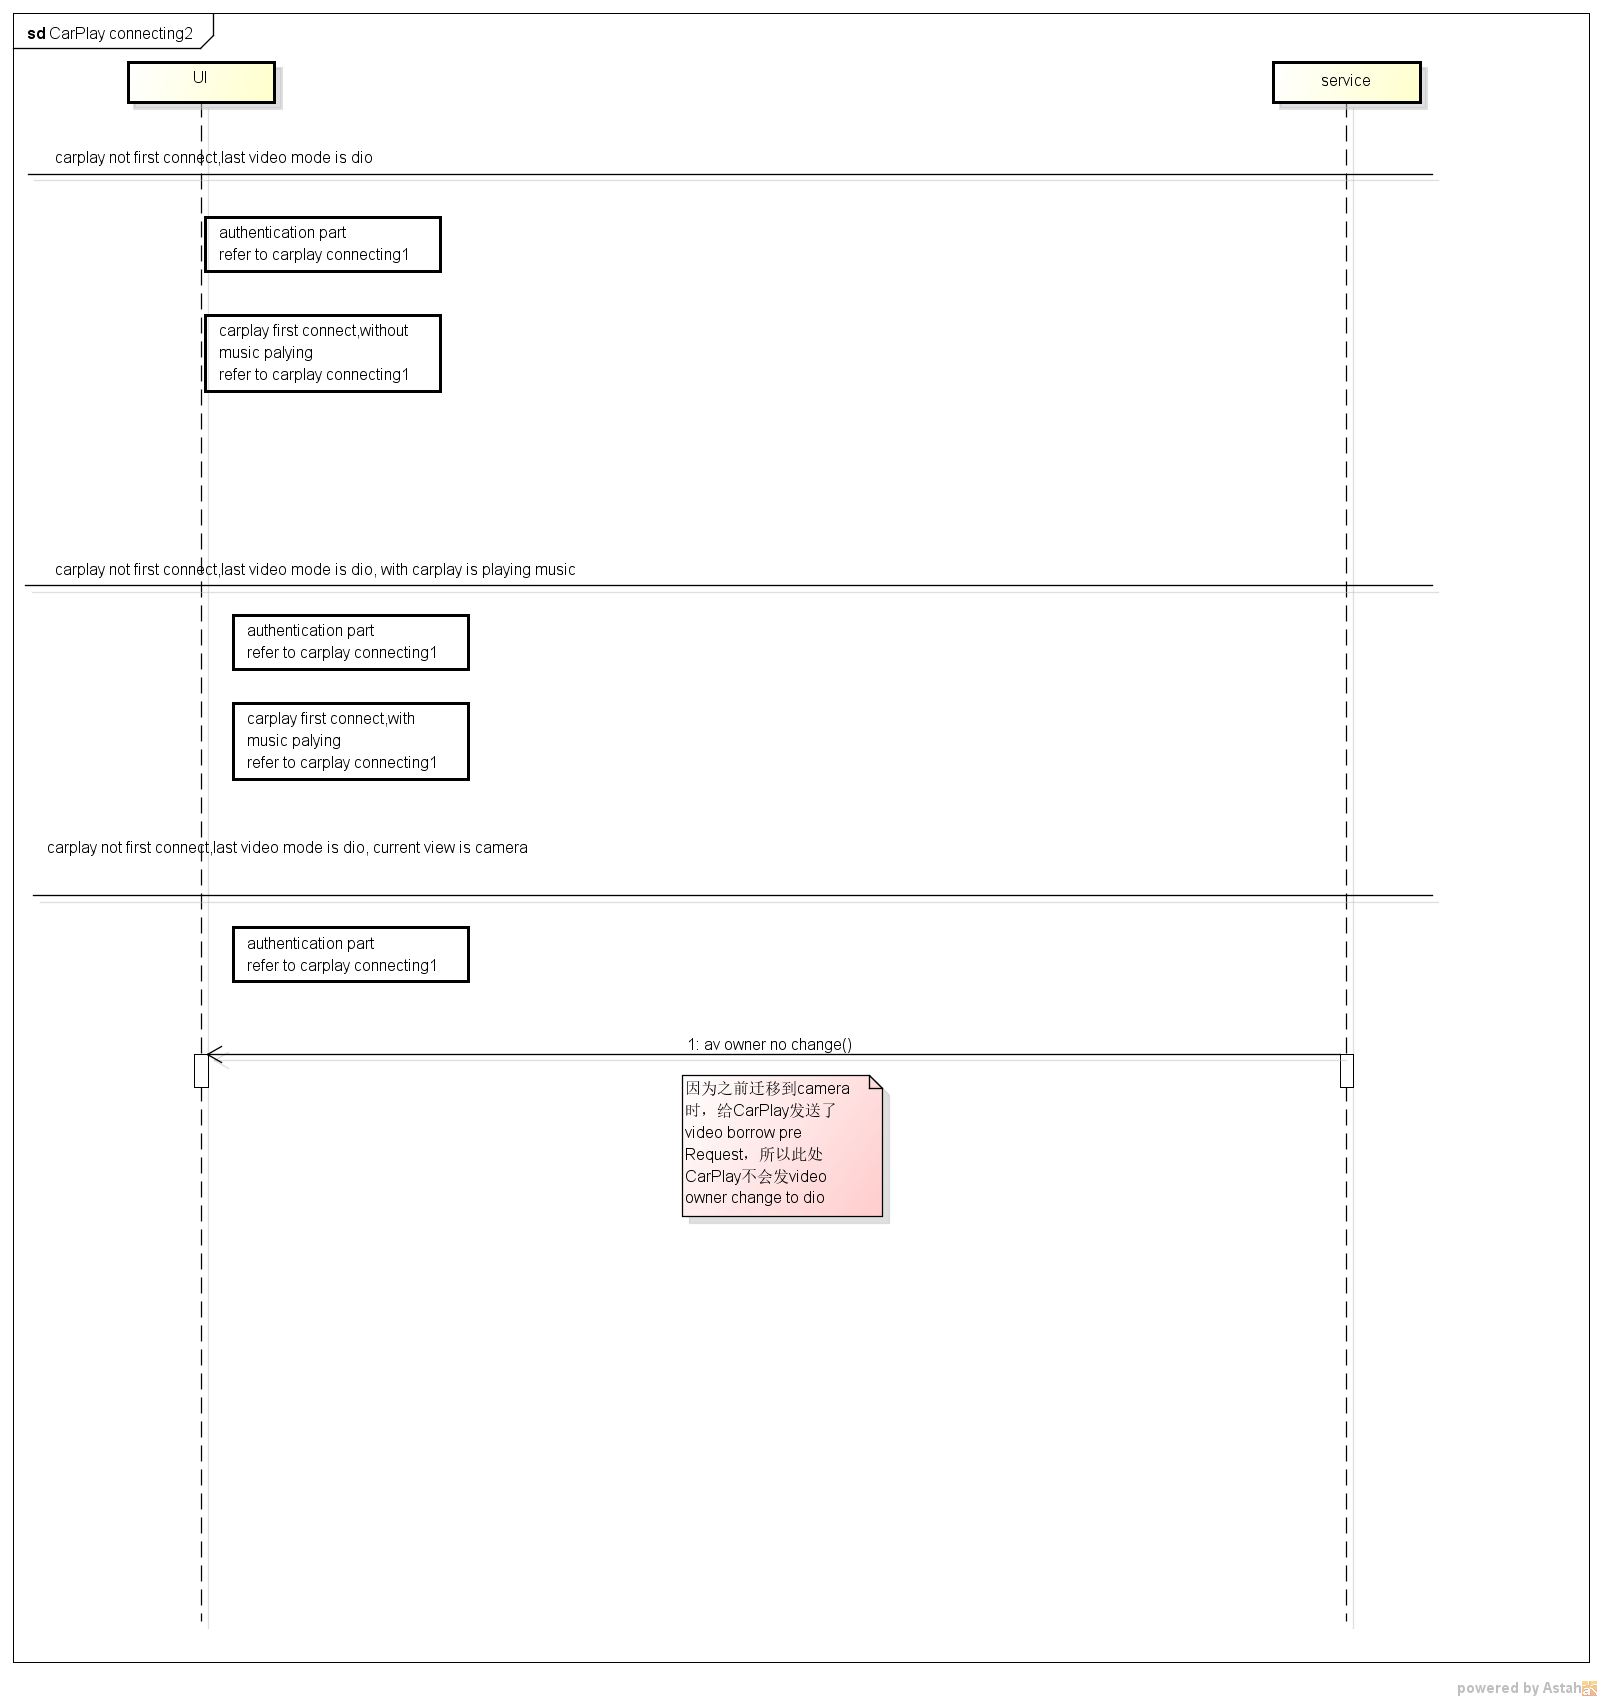 sd CarPlay connecting2
UI
service
carplay not first connect,last video mode is dio
authentication part
refer to carplay connecting1
carplay first connect,without
music palying
refer to carplay connecting1
carplay not first connect,last video mode is dio, with carplay is playing music
authentication part
refer to carplay connecting1
carplay first connect,with
music palying
refer to carplay connecting1
carplay not first connect,last video mode is dio, current view is camera
authentication part
refer to carplay connecting1
1: av owner no change()
因为之前迁移到camera
时，给CarPlay发送了
video borrow pre
Request，所以此处
CarPlay不会发video
owner change to dio
powered by Astah